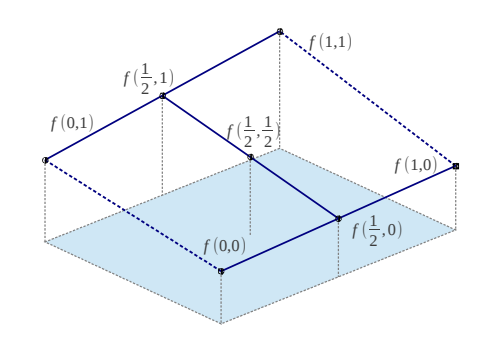 f(1,1)
f(1/2,1)
f(0,1)
f(1/2,1/2)
f(1,0)
f(0,0)
f(1/2,0)